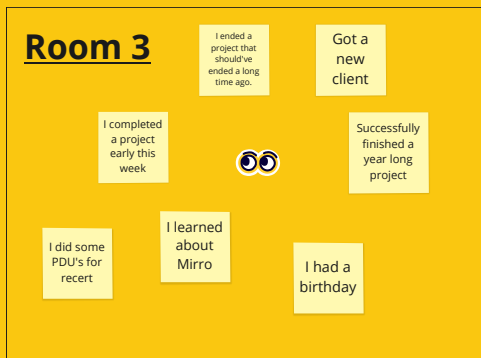 Room 3
I ended a
project that
should've
ended a long
time ago.
Got a
new
client
I completed
a project
early this
week
Successfully
finished a
year long
project
I learned
about
Mirro
I did some
PDU's for
recert
I had a
birthday